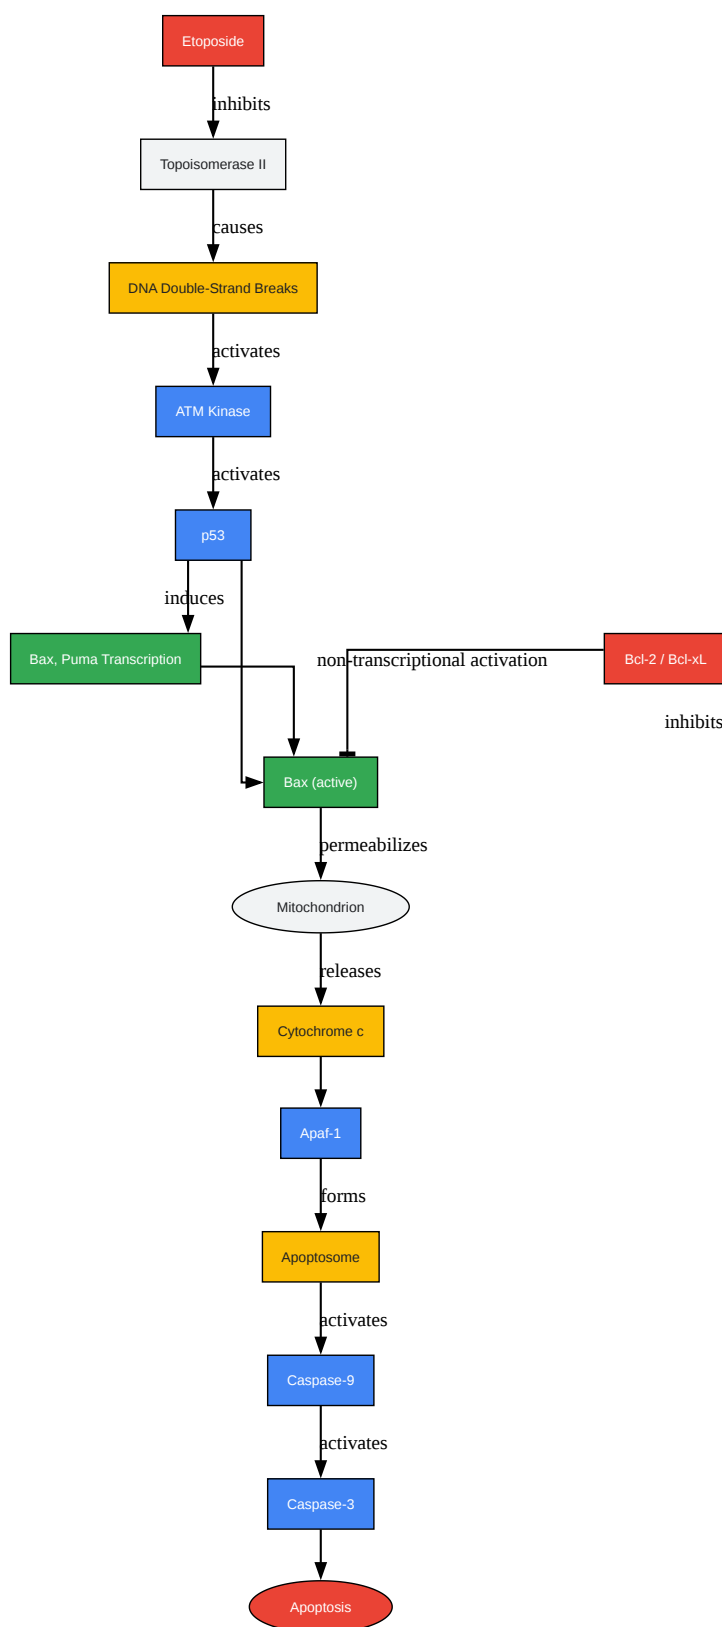 Etoposide
inhibits
Topoisomerase II
causes
DNA Double-Strand Breaks
activates
ATM Kinase
activates
p53
induces
Bax, Puma Transcription
non-transcriptional activation
Bcl-2 / Bcl-xL
inhibits
Bax (active)
permeabilizes
Mitochondrion
releases
Cytochrome c
Apaf-1
forms
Apoptosome
activates
Caspase-9
activates
Caspase-3
Apoptosis